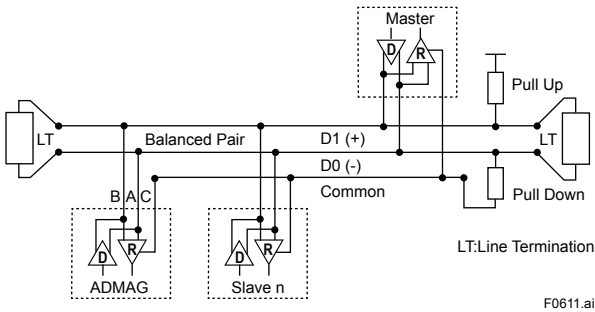 Master
D
R
Pull Up
LT
Balanced Pair
D1 (+)
LT
D0 (-)
B A C
Common
Pull Down
D
R
D
R
LT:Line Termination
ADMAG
Slave n
F0611.ai